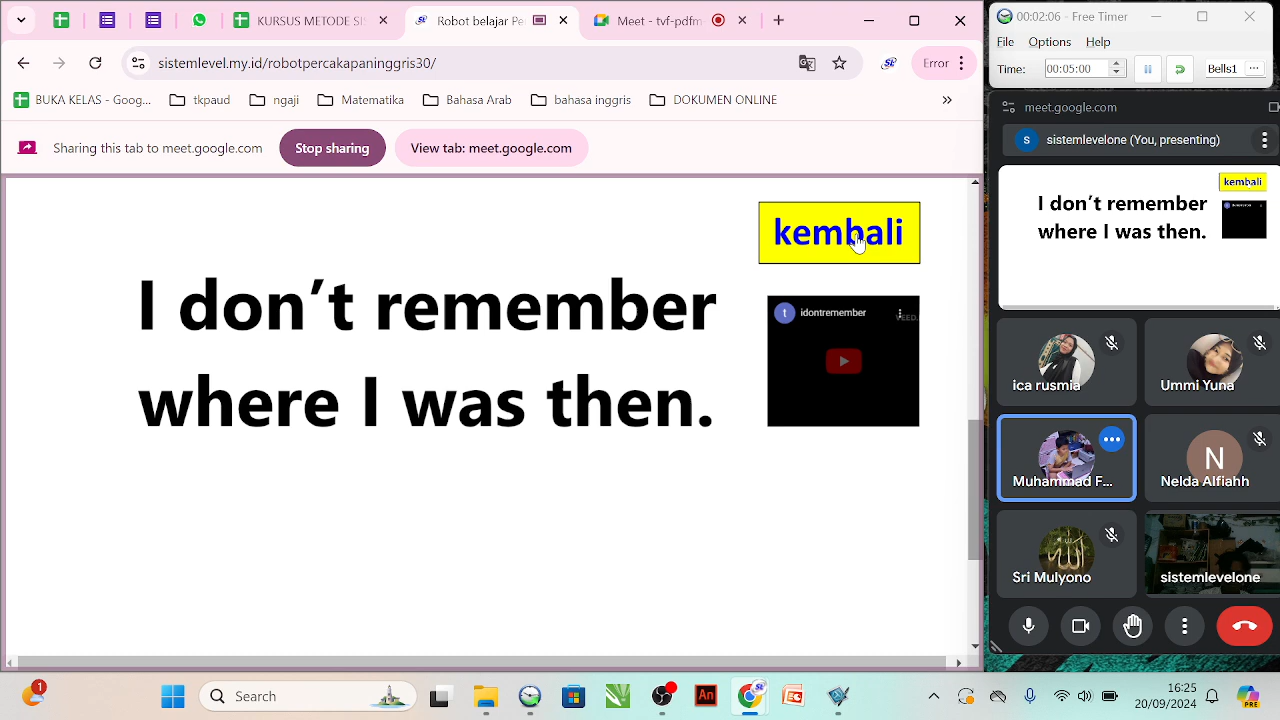 KURSUS METODE SI
Robot belajar Pe
Meet - tvf-pdfm
sistemlevel.my.id/robotpercakapaninggris30/
Error
BUKA KELAS - Goog...
tkpaud
ngaji
Matematika
Bahasa Arab
bahasa inggris
DOKUMEN ONLINE
Sharing this tab to meet.google.com
Stop sharing
View tab: meet.google.com
kembali
I don't remember
where I was then.
idontremember
00:02:06 - Free Timer
File Options Help
Time: 00:05:00 Bells1
meet.google.com
s sistemlevelone (You, presenting)
kembali
I don't remember
where I was then.
ica rusmia
Ummi Yuna
Muhammad F...
N
Nelda Alfiahh
Sri Mulyono
sistemlevelone
1
Search
An
PRE
16:25
20/09/2024